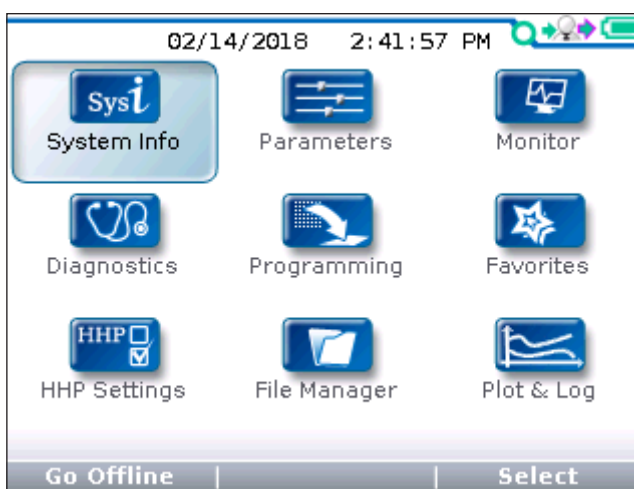 02/14/2018 2:41:57 PM
Sysi
System Info
Parameters
Monitor
Diagnostics
Programming
Favorites
HHP
HHP Settings
File Manager
Plot & Log
Go Offline
Select